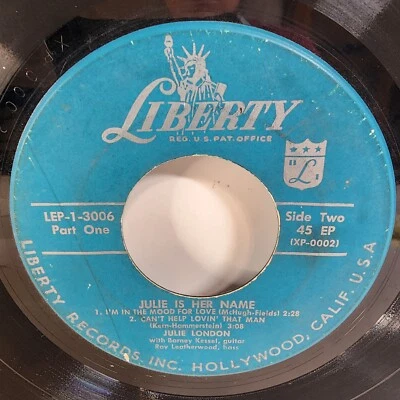 LIBERTY
REG. U.S. PAT. OFFICE
L
LEP-1-3006
Part One
Side Two
45 EP
(XP-0002)
JULIE IS HER NAME
1. I'M IN THE MOOD FOR LOVE (McHugh-Fields) 2:28
2. CAN'T HELP LOVIN' THAT MAN
(Kern-Hammerstein) 3:08
JULIE LONDON
with Barney Kessel, guitar
Ray Leatherwood, bass
LIBERTY RECORDS, INC. HOLLYWOOD, CALIF. U.S.A.